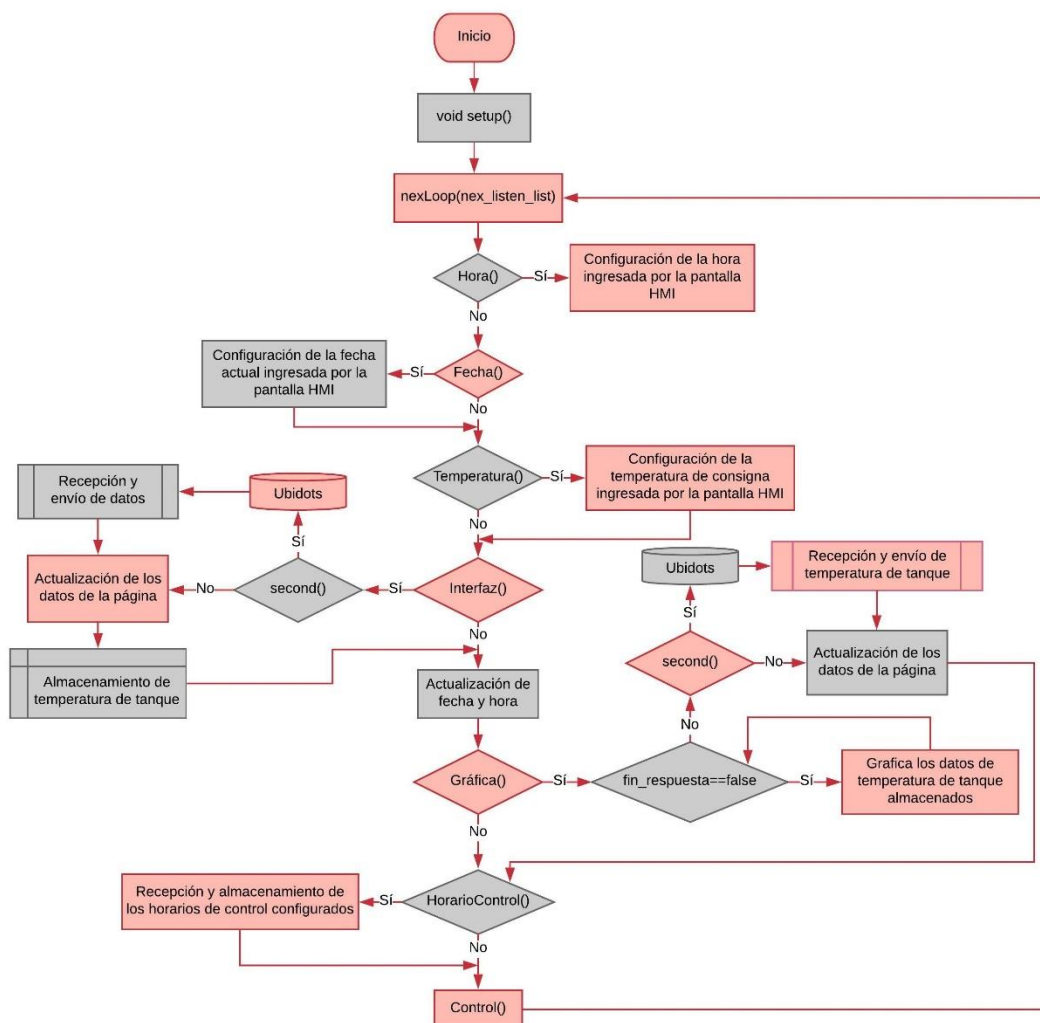 Inicio
void setup()
nexLoop(nex_listen_list)
Hora()
Sí
Configuración de la hora
ingresada por la pantalla
HMI
No
Configuración de la fecha
actual ingresada por la
pantalla HMI
Sí
Fecha()
No
Temperatura()
Sí
Configuración de la
temperatura de consigna
ingresada por la pantalla HMI
No
Recepción y
envío de datos
Ubidots
Sí
Actualización de los
datos de la página
No
second()
Sí
Interfaz()
No
Almacenamiento de
temperatura de tanque
Ubidots
Recepción y envío de
temperatura de tanque
Sí
second()
No
Actualización de los
datos de la página
Actualización de
fecha y hora
No
Gráfica()
Sí
fin_respuesta==false
Sí
Grafica los datos de
temperatura de tanque
almacenados
No
Recepción y almacenamiento de
los horarios de control configurados
Sí
HorarioControl()
No
Control()